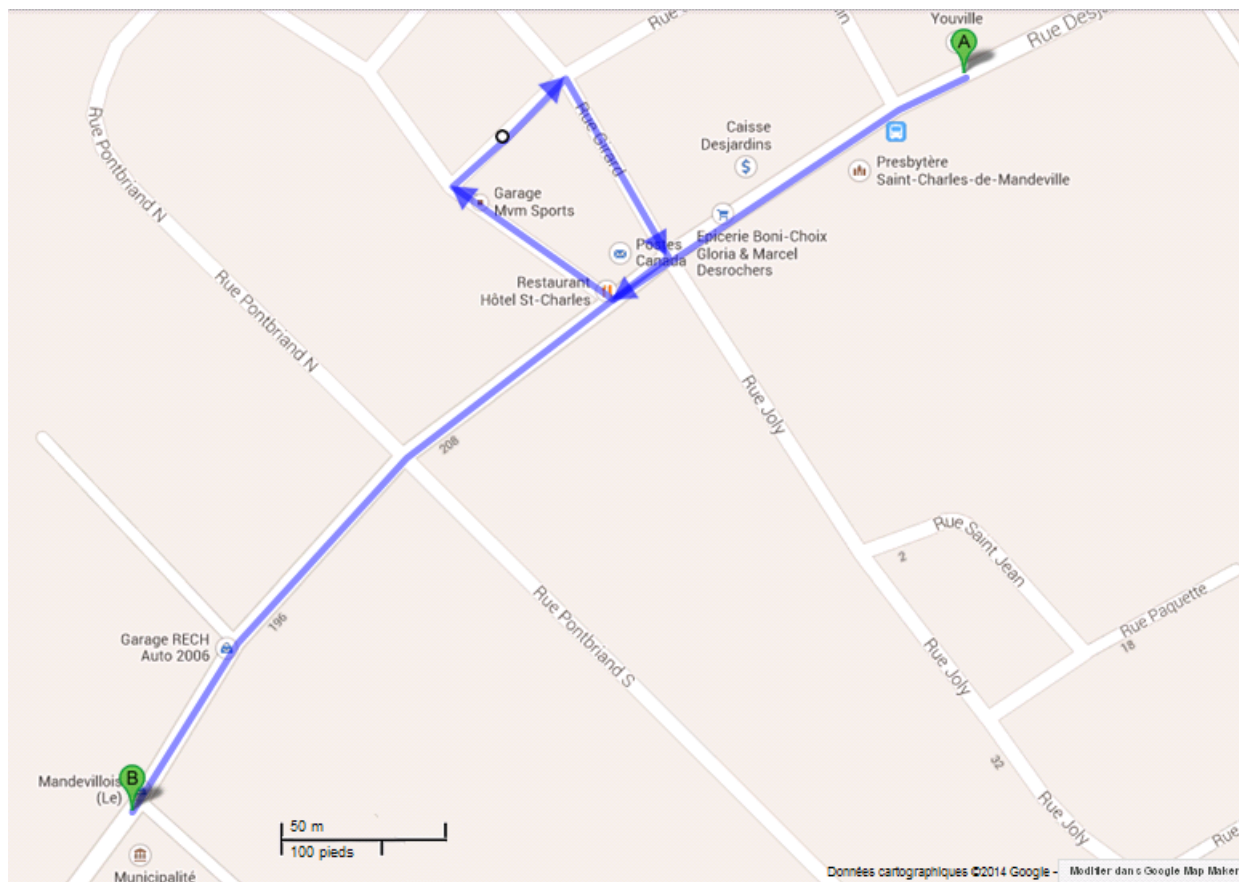 Youville
A
Rue Desj
Rue
Rue Girard
Rue Pontbriand N
Caisse
Desjardins
$
Presbytère
Saint-Charles-de-Mandeville
Garage
Mvm Sports
Postes
Canada
Epicerie Boni-Choix
Gloria & Marcel
Desrochers
Restaurant
Hôtel St-Charles
Rue Pontbriand N
208
Rue Joly
Rue Saint Jean
2
Rue Paquette
18
Rue Pontbriand S
196
Garage RECH
Auto 2006
Rue Joly
32
Mandevillois
(Le)
B
Rue Joly
Rue
50 m
100 pieds
Municipalité
Données cartographiques ©2014 Google -
Modifier dans Google Map Maker